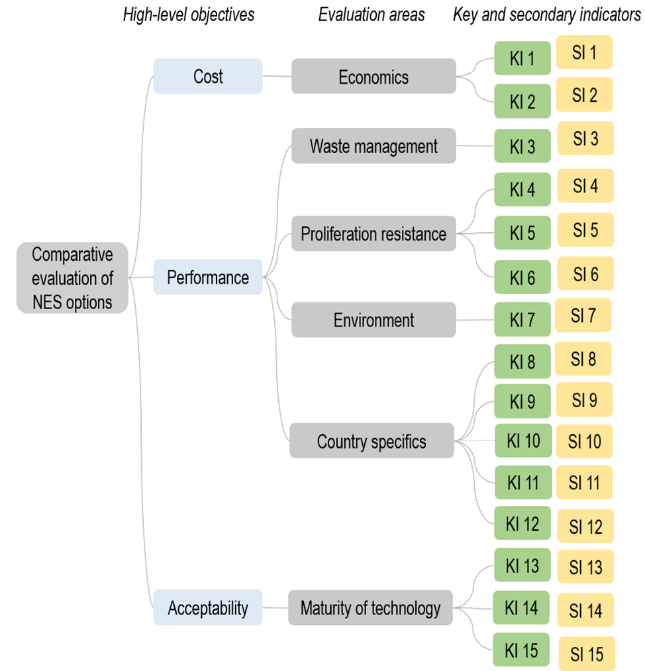 High-level objectives
Evaluation areas
Key and secondary indicators
Comparative
evaluation of
NES options
Cost
Performance
Acceptability
Economics
Waste management
Proliferation resistance
Environment
Country specifics
Maturity of technology
KI 1
SI 1
KI 2
SI 2
KI 3
SI 3
KI 4
SI 4
KI 5
SI 5
KI 6
SI 6
KI 7
SI 7
KI 8
SI 8
KI 9
SI 9
KI 10
SI 10
KI 11
SI 11
KI 12
SI 12
KI 13
SI 13
KI 14
SI 14
KI 15
SI 15